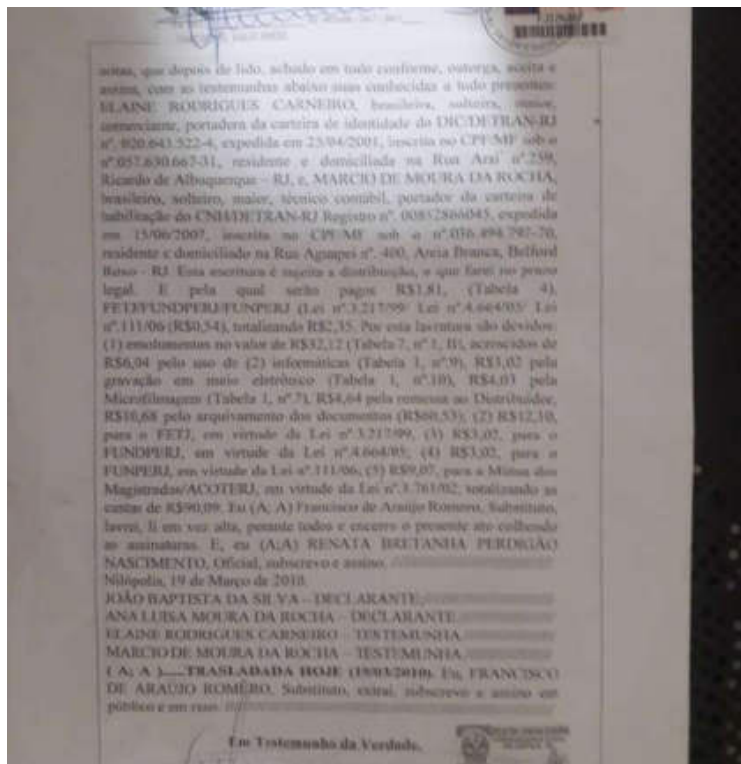 notas, que depois de lido, achado em tudo conforme, outorga, aceita e
assina, com as testemunhas abaixo suas conhecidas a tudo presentes:
ELAINE RODRIGUES CARNEIRO, brasileira, solteira, maior,
comerciante, portadora da carteira de identidade do DIC/DETRAN-RJ
nº. 020.643.522-4, expedida em 25/04/2001, inscrita no CPF/MF sob o
nº.057.630.667-31, residente e domiciliada na Rua Araí nº.259,
Ricardo de Albuquerque – RJ, e, MARCIO DE MOURA DA ROCHA,
brasileiro, solteiro, maior, técnico contábil, portador da carteira de
habilitação do CNH/DETRAN-RJ Registro nº. 00832866045, expedida
em 15/06/2007, inscrito no CPF/MF sob o nº.036.494.797-70,
residente e domiciliado na Rua Aguapei nº. 400, Areia Branca, Belford
Roxo - RJ. Esta escritura é sujeita a distribuição, o que farei no prazo
legal. E pela qual serão pagos R$1,81, (Tabela 4),
FETJ/FUNDPERJ/FUNPERJ (Lei nº.3.217/99/ Lei nº.4.664/05/ Lei
nº.111/06 (R$0,54), totalizando R$2,35. Por esta lavratura são devidos:
(1) emolumentos no valor de R$32,12 (Tabela 7, nº.1, II), acrescidos de
R$6,04 pelo uso de (2) informáticas (Tabela 1, nº.9), R$3,02 pela
gravação em meio eletrônico (Tabela 1, nº.10), R$4,03 pela
Microfilmagem (Tabela 1, nº.7), R$4,64 pela remessa ao Distribuidor,
R$10,68 pelo arquivamento dos documentos (R$60,53); (2) R$12,10,
para o FETJ, em virtude da Lei nº.3.217/99, (3) R$3,02, para o
FUNDPERJ, em virtude da Lei nº.4.664/05; (4) R$3,02, para o
FUNPERJ, em virtude da Lei nº.111/06; (5) R$9,07, para a Mútua dos
Magistrados/ACOTERJ, em virtude da Lei nº.3.761/02, totalizando as
custas de R$90,09. Eu (A; A) Francisco de Araujo Romero, Substituto,
lavrei, li em voz alta, perante todos e encerro o presente ato colhendo
as assinaturas. E, eu (A;A) RENATA BRETANHA PERDIGÃO
NASCIMENTO, Oficial, subscrevo e assino.
Nilópolis, 19 de Março de 2010.
JOÃO BAPTISTA DA SILVA – DECLARANTE
ANA LUISA MOURA DA ROCHA – DECLARANTE
ELAINE RODRIGUES CARNEIRO – TESTEMUNHA
MARCIO DE MOURA DA ROCHA – TESTEMUNHA
( A; A ).....TRASLADADA HOJE (19/03/2010). Eu, FRANCISCO
DE ARAUJO ROMERO, Substituto, extraí, subscrevo e assino em
público e em raso.
Em Testemunho da Verdade.